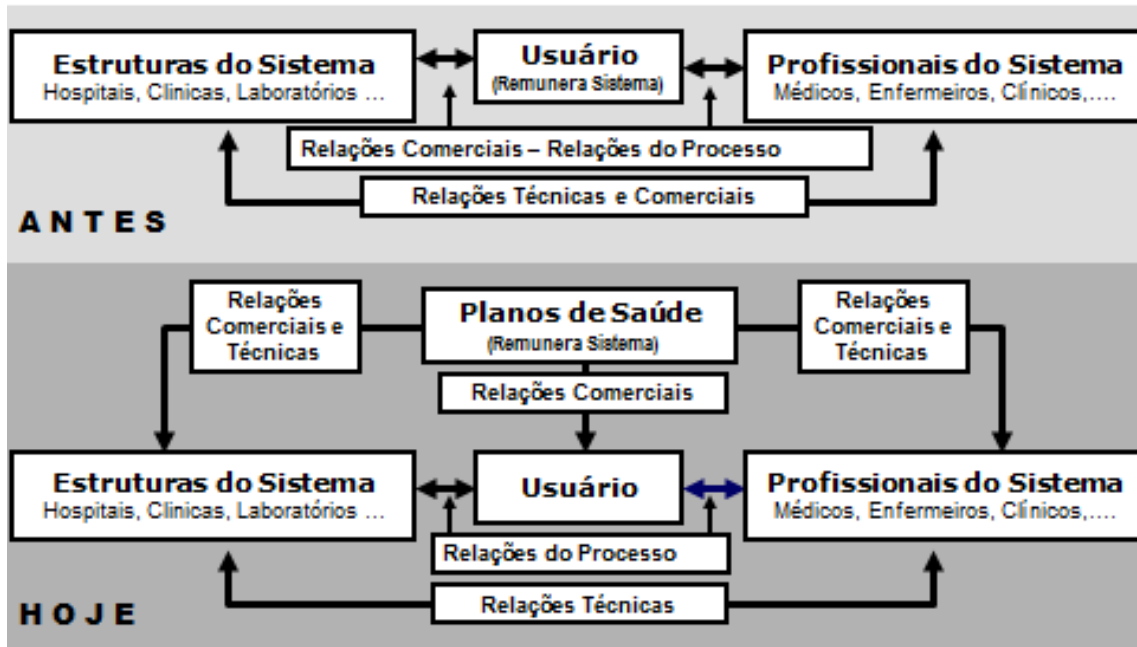 Estruturas do Sistema
Hospitais, Clinicas, Laboratórios ...
Usuário
(Remunera Sistema)
Profissionais do Sistema
Médicos, Enfermeiros, Clínicos,....
Relações Comerciais – Relações do Processo
Relações Técnicas e Comerciais
ANTES
Relações
Comerciais e
Técnicas
Planos de Saúde
(Remunera Sistema)
Relações
Comerciais e
Técnicas
Relações Comerciais
Estruturas do Sistema
Hospitais, Clinicas, Laboratórios ...
Usuário
Profissionais do Sistema
Médicos, Enfermeiros, Clínicos,....
Relações do Processo
Relações Técnicas
HOJE